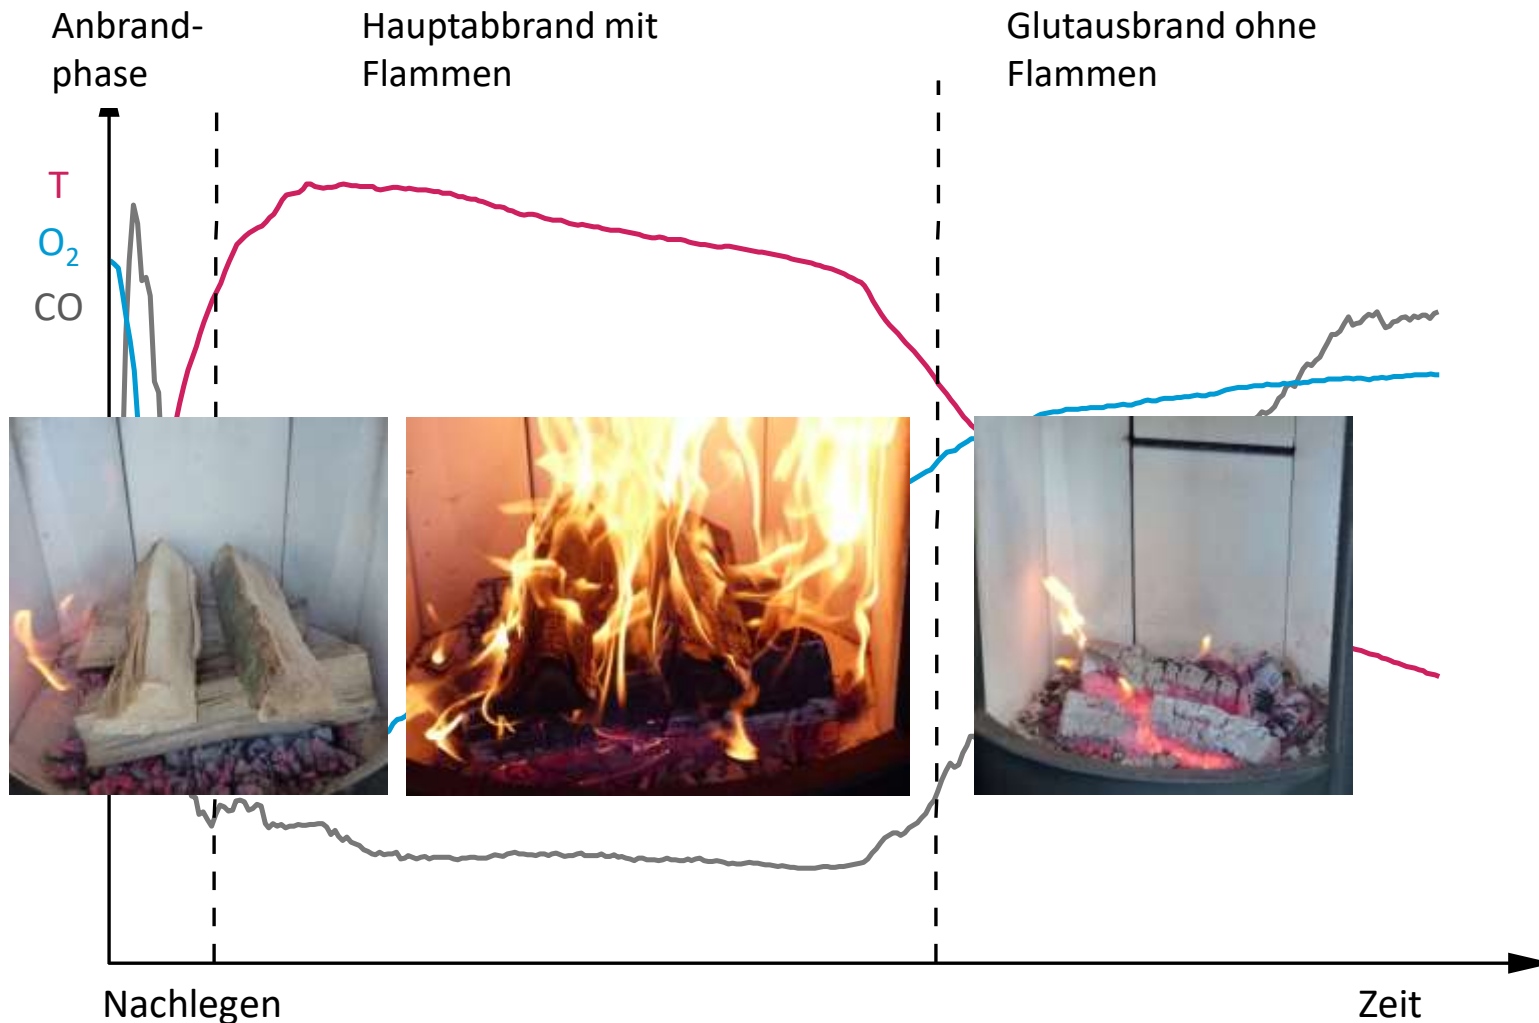 Anbrand-
phase
Hauptabbrand mit
Flammen
Glutausbrand ohne
Flammen
T
O₂
CO
Nachlegen
Zeit